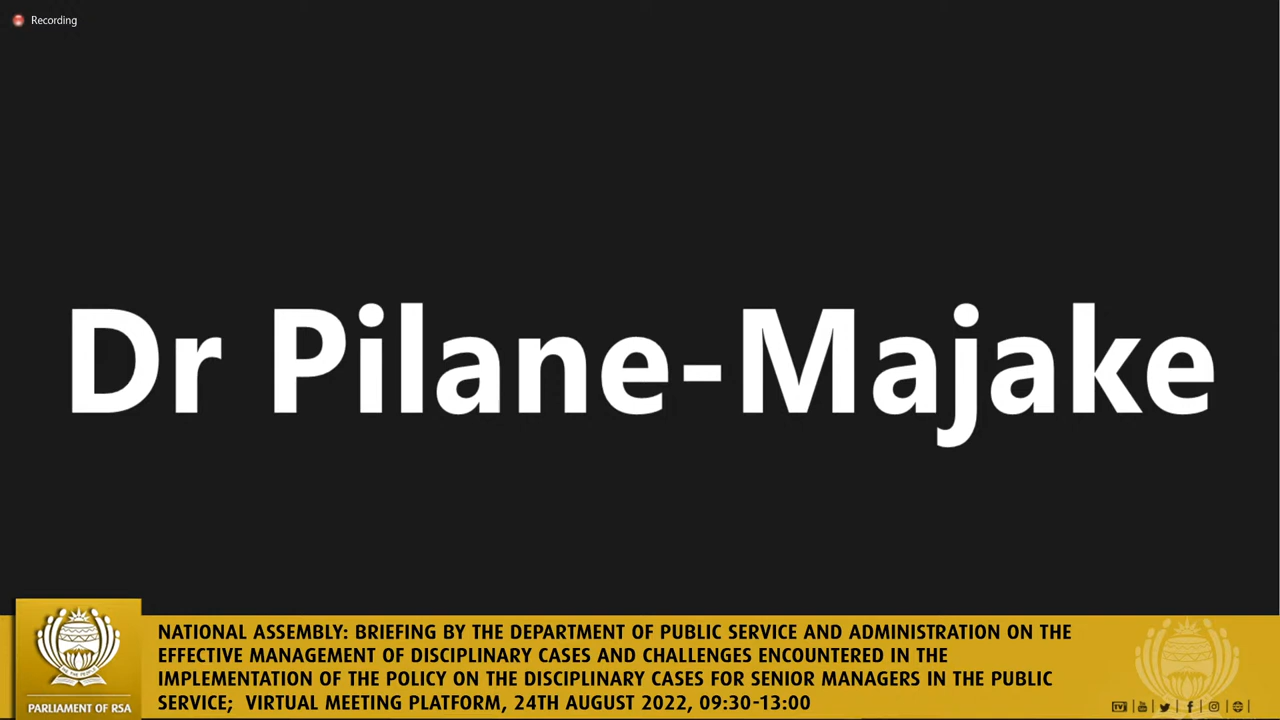 Recording
Dr Pilane-Majake
NATIONAL ASSEMBLY: BRIEFING BY THE DEPARTMENT OF PUBLIC SERVICE AND ADMINISTRATION ON THE
EFFECTIVE MANAGEMENT OF DISCIPLINARY CASES AND CHALLENGES ENCOUNTERED IN THE
IMPLEMENTATION OF THE POLICY ON THE DISCIPLINARY CASES FOR SENIOR MANAGERS IN THE PUBLIC
SERVICE; VIRTUAL MEETING PLATFORM, 24TH AUGUST 2022, 09:30-13:00
PARLIAMENT OF RSA